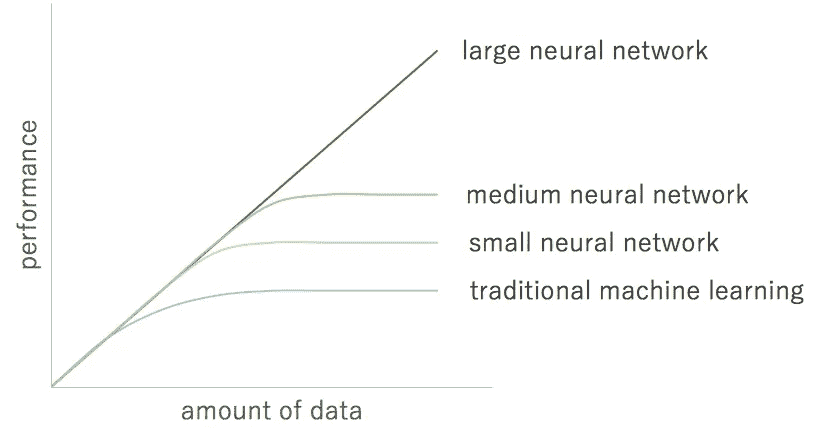 large neural network
medium neural network
small neural network
traditional machine learning
performance
amount of data